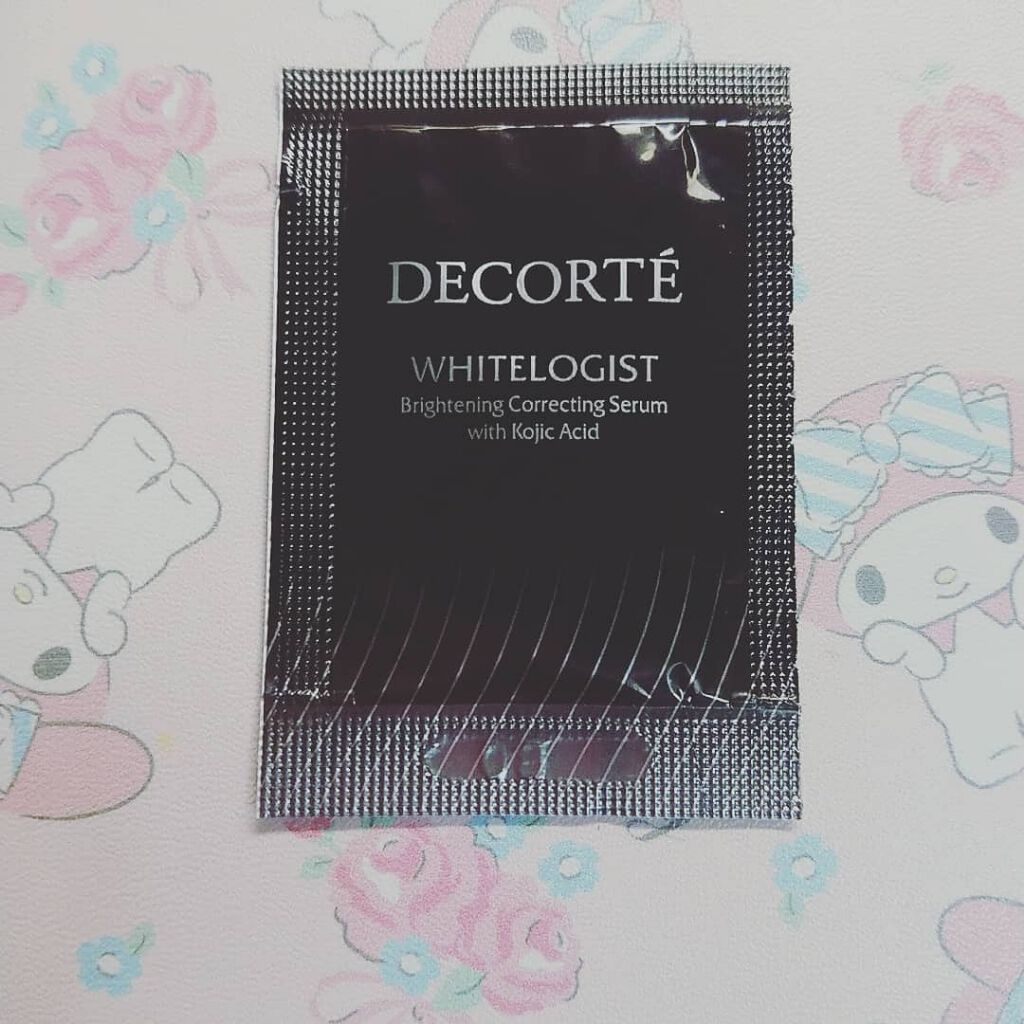 DECORTÉ
WHITELOGIST
Brightening Correcting Serum
with Kojic Acid